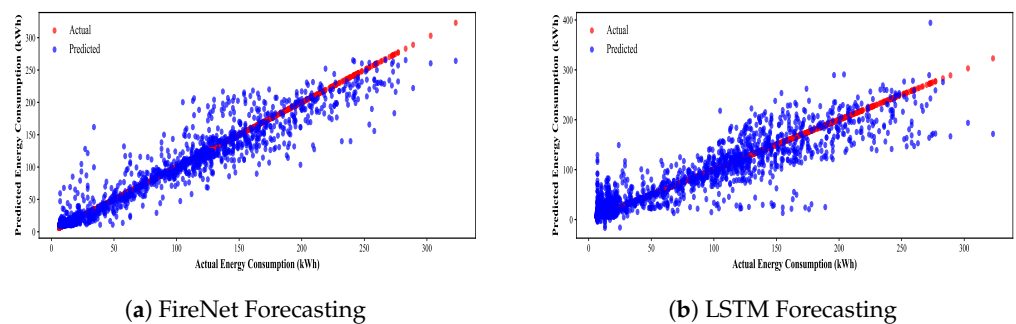 Predicted Energy Consumption (kWh)
Actual
Predicted
300
250
200
150
100
50
0
0 50 100 150 200 250 300
Actual Energy Consumption (kWh)
(a) FireNet Forecasting
Predicted Energy Consumption (kWh)
Actual
Predicted
400
300
200
100
0
0 50 100 150 200 250 300
Actual Energy Consumption (kWh)
(b) LSTM Forecasting